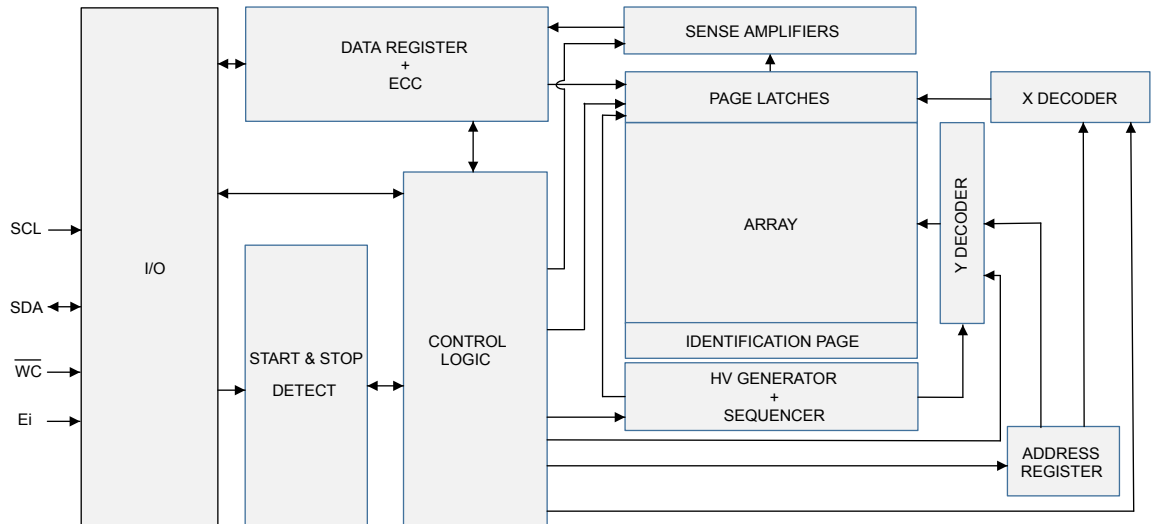 DATA REGISTER
+
ECC
SENSE AMPLIFIERS
PAGE LATCHES
X DECODER
ARRAY
Y DECODER
SCL
I/O
SDA
WC
Ei
START & STOP
DETECT
CONTROL
LOGIC
IDENTIFICATION PAGE
HV GENERATOR
+
SEQUENCER
ADDRESS
REGISTER